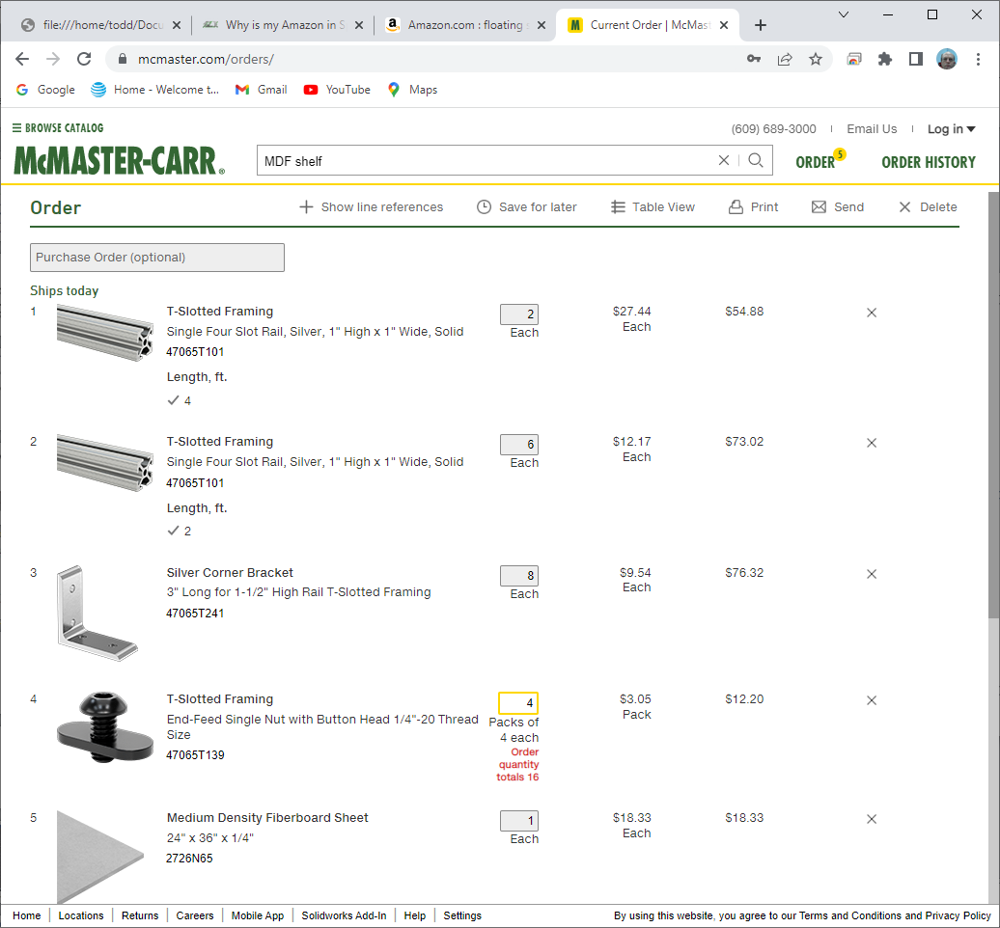 file:///home/todd/Docu
Why is my Amazon in S
Amazon.com : floating s
Current Order | McMast
mcmaster.com/orders/
Google
Home - Welcome t...
Gmail
YouTube
Maps
BROWSE CATALOG
(609) 689-3000
Email Us
Log in
McMASTER-CARR®
MDF shelf
ORDER 5
ORDER HISTORY
Order
Show line references
Save for later
Table View
Print
Send
Delete
Purchase Order (optional)
Ships today
1
T-Slotted Framing
2
$27.44
$54.88
Single Four Slot Rail, Silver, 1" High x 1" Wide, Solid
Each
Each
47065T101
Length, ft.
4
2
T-Slotted Framing
6
$12.17
$73.02
Single Four Slot Rail, Silver, 1" High x 1" Wide, Solid
Each
Each
47065T101
Length, ft.
2
3
Silver Corner Bracket
8
$9.54
$76.32
3" Long for 1-1/2" High Rail T-Slotted Framing
Each
Each
47065T241
4
T-Slotted Framing
4
$3.05
$12.20
End-Feed Single Nut with Button Head 1/4"-20 Thread
Size
Packs of
4 each
Pack
47065T139
Order
quantity
totals 16
5
Medium Density Fiberboard Sheet
1
$18.33
$18.33
24" x 36" x 1/4"
Each
Each
2726N65
Home
Locations
Returns
Careers
Mobile App
Solidworks Add-In
Help
Settings
By using this website, you agree to our Terms and Conditions and Privacy Policy